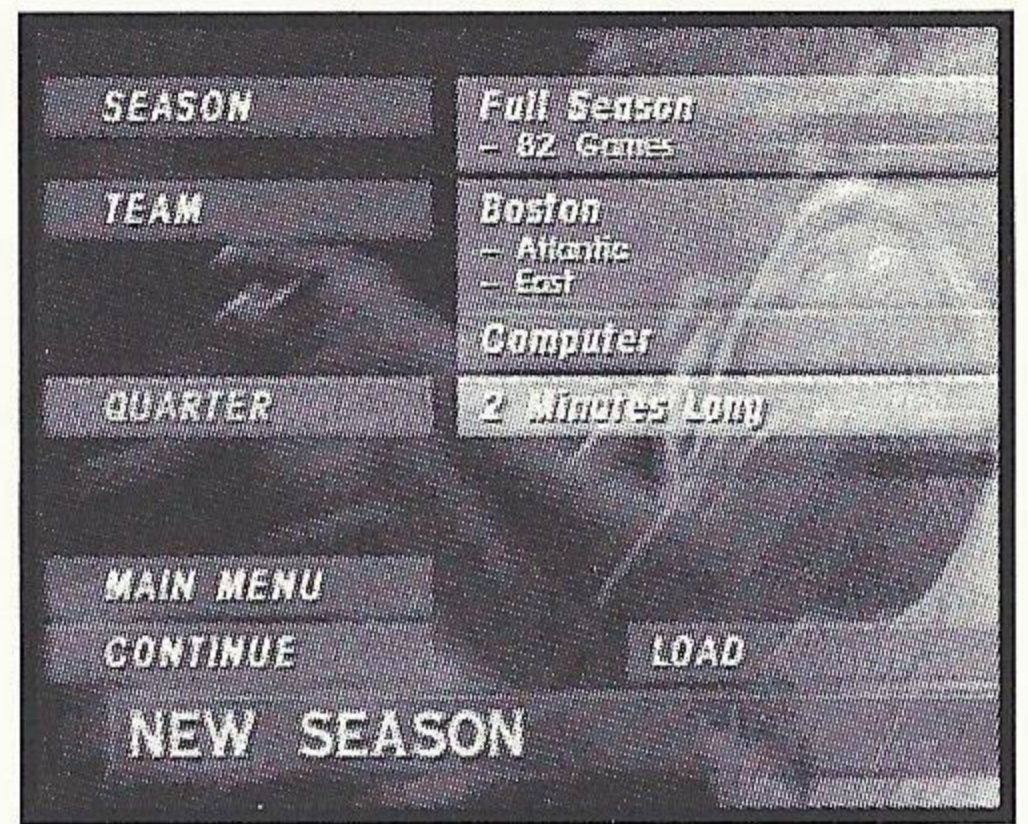 SEASON
Full Season
- 82 Games
TEAM
Boston
- Atlantic
- East
Computer
QUARTER
2 Minutes Long
MAIN MENU
CONTINUE
LOAD
NEW SEASON